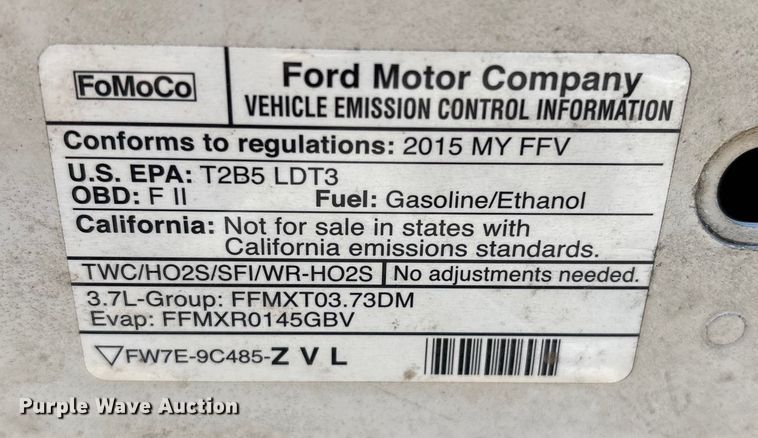 FoMoCo
Ford Motor Company
VEHICLE EMISSION CONTROL INFORMATION
Conforms to regulations: 2015 MY FFV
U.S. EPA: T2B5 LDT3
OBD: F II Fuel: Gasoline/Ethanol
California: Not for sale in states with
California emissions standards.
TWC/HO2S/SFI/WR-HO2S No adjustments needed.
3.7L-Group: FFMXT03.73DM
Evap: FFMXR0145GBV
▽FW7E-9C485-Z V L
Purple Wave Auction